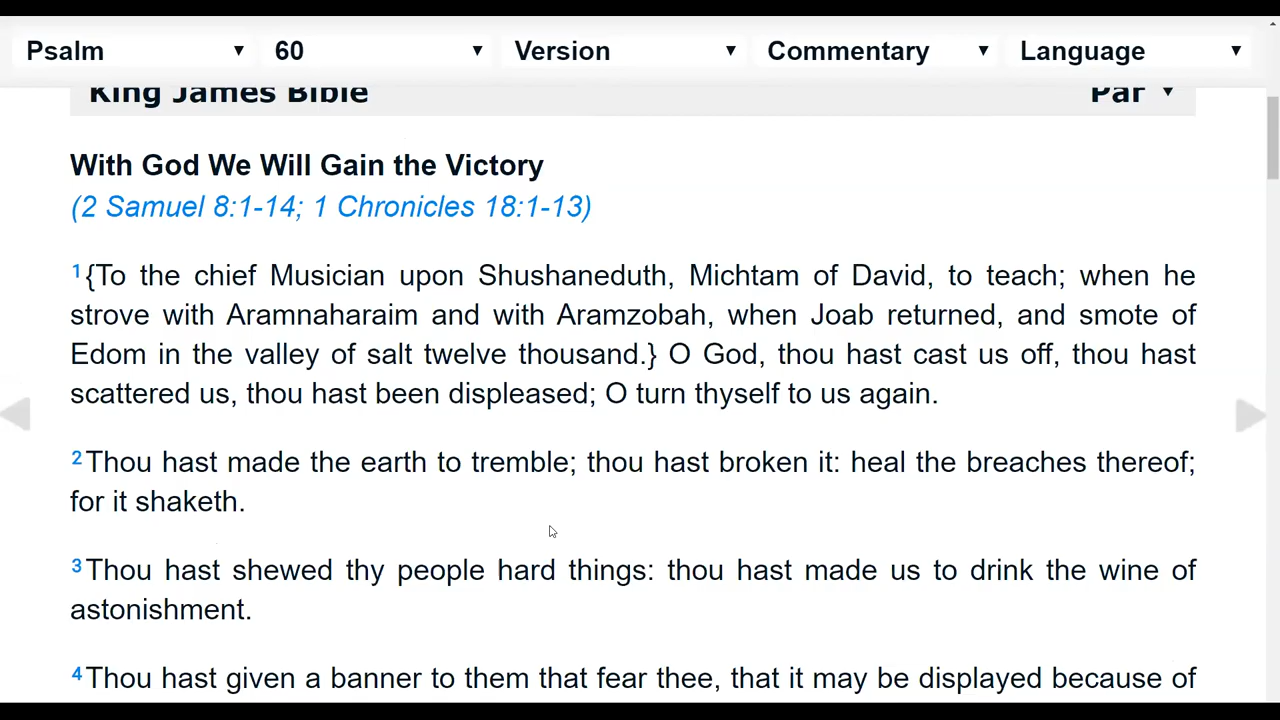 Psalm ▼ 60 ▼ Version ▼ Commentary ▼ Language ▼
King James Bible Par ▼
With God We Will Gain the Victory
(2 Samuel 8:1-14; 1 Chronicles 18:1-13)
1{To the chief Musician upon Shushaneduth, Michtam of David, to teach; when he
strove with Aramnaharaim and with Aramzobah, when Joab returned, and smote of
Edom in the valley of salt twelve thousand.} O God, thou hast cast us off, thou hast
scattered us, thou hast been displeased; O turn thyself to us again.
2Thou hast made the earth to tremble; thou hast broken it: heal the breaches thereof;
for it shaketh.
3Thou hast shewed thy people hard things: thou hast made us to drink the wine of
astonishment.
4Thou hast given a banner to them that fear thee, that it may be displayed because of